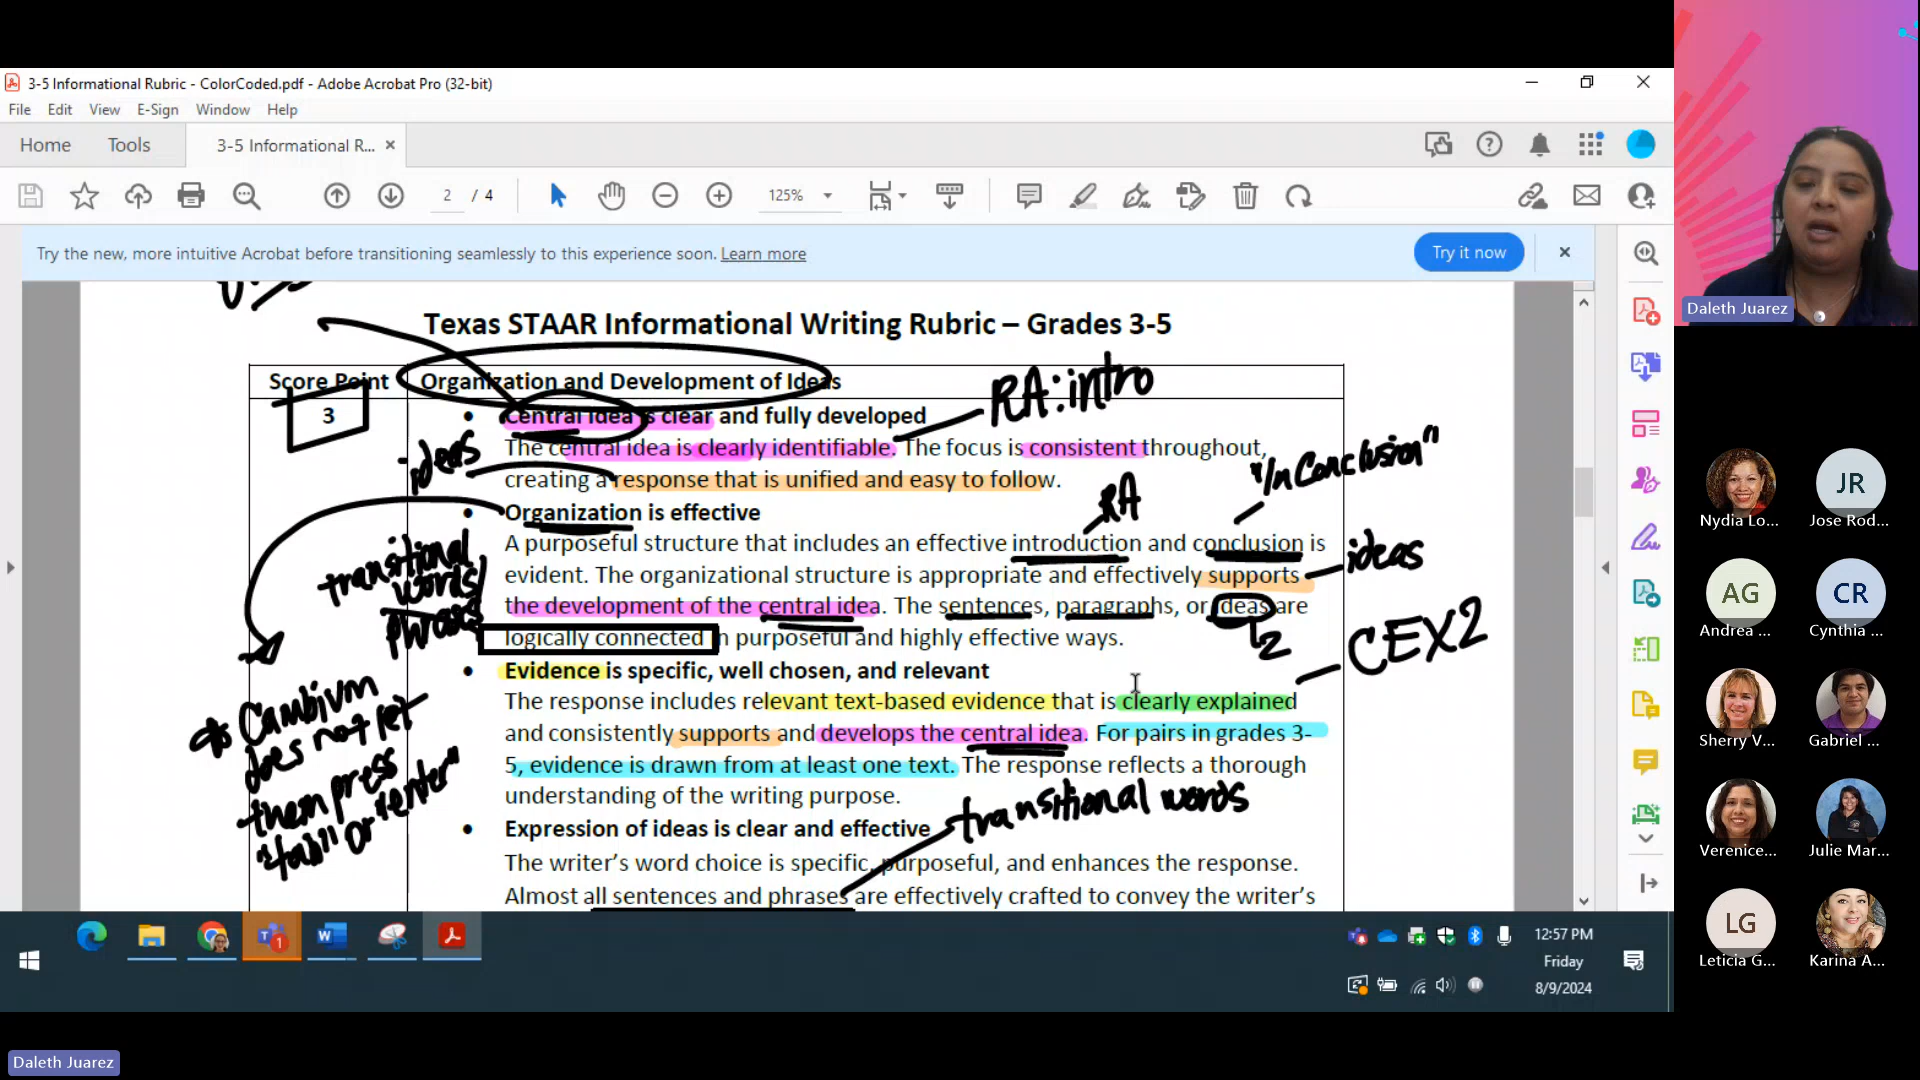 3-5 Informational Rubric - ColorCoded.pdf - Adobe Acrobat Pro (32-bit)
File Edit View E-Sign Window Help
Home Tools 3-5 Informational R...
2 / 4 125%
Try the new, more intuitive Acrobat before transitioning seamlessly to this experience soon. Learn more
Try it now
Texas STAAR Informational Writing Rubric – Grades 3-5
Score Point
Organization and Development of Ideas
3
Central idea is clear and fully developed
RA: intro
The central idea is clearly identifiable. The focus is consistent throughout,
creating a response that is unified and easy to follow.
-ideas
"In Conclusion"
RA
Organization is effective
A purposeful structure that includes an effective introduction and conclusion is
evident. The organizational structure is appropriate and effectively supports
ideas
the development of the central idea. The sentences, paragraphs, or ideas are
logically connected in purposeful and highly effective ways.
2
transitional
words/
phrases
CEX2
Evidence is specific, well chosen, and relevant
The response includes relevant text-based evidence that is clearly explained
and consistently supports and develops the central idea. For pairs in grades 3-
5, evidence is drawn from at least one text. The response reflects a thorough
understanding of the writing purpose.
* Cambium
does not let
them press
"tab" or "enter"
transitional words
Expression of ideas is clear and effective
The writer's word choice is specific, purposeful, and enhances the response.
Almost all sentences and phrases are effectively crafted to convey the writer's
12:57 PM
Friday
8/9/2024
Daleth Juarez
Nydia Lo...
JR
Jose Rod...
AG
Andrea ...
CR
Cynthia ...
Sherry V...
Gabriel ...
Verenice...
Julie Mar...
LG
Leticia G...
Karina A...
Daleth Juarez